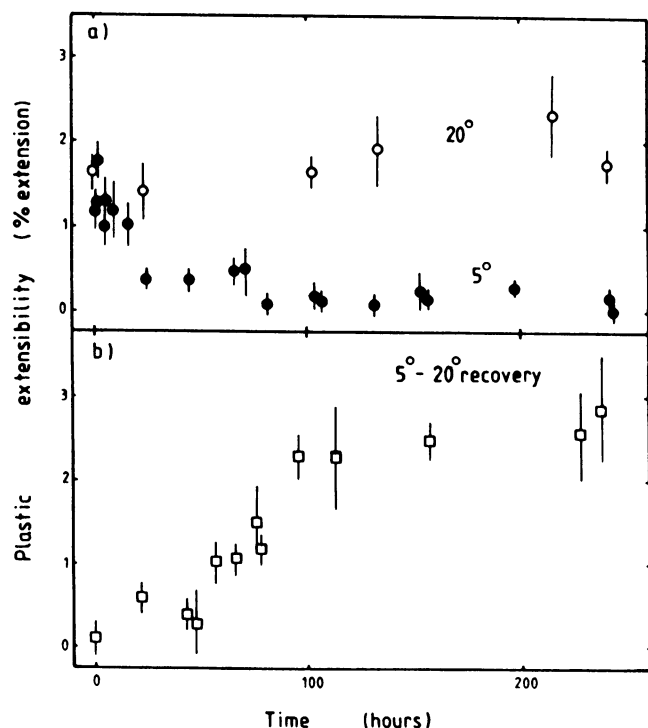 a)
3
2
1
0
20°
5°
b)
5°- 20° recovery
3
2
1
0
Plastic extensibility (% extension)
0 100 200
Time (hours)